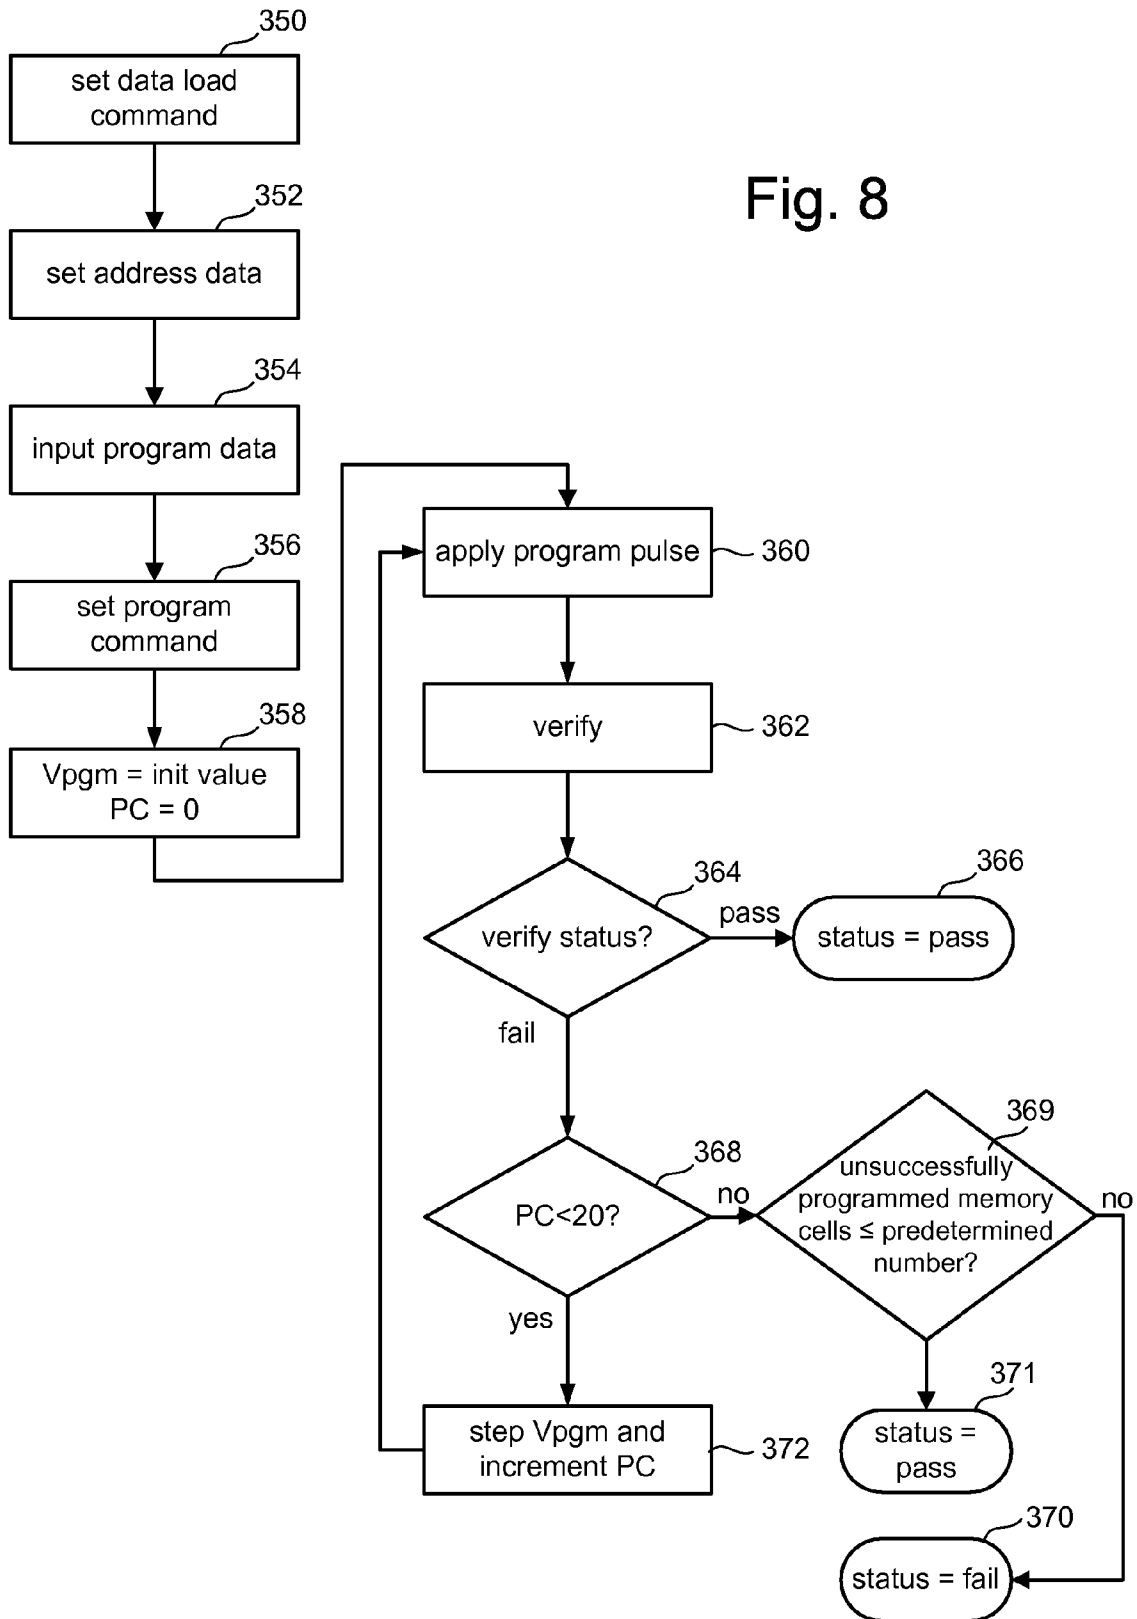 350
set data load
command
352
set address data
354
input program data
356
set program
command
358
Vpgm = init value
PC = 0
Fig. 8
apply program pulse
360
verify
362
364
verify status?
pass
366
status = pass
fail
368
PC<20?
no
369
unsuccessfully
programmed memory
cells ≤ predetermined
number?
no
yes
371
status =
pass
step Vpgm and
increment PC
372
370
status = fail